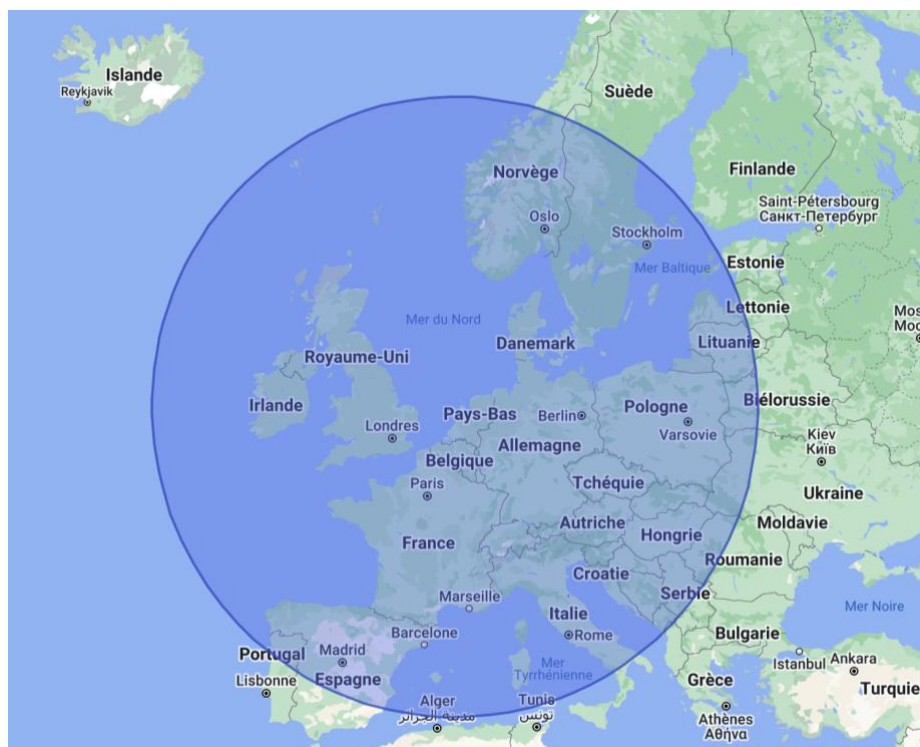 Islande
Reykjavik
Suède
Norvège
Finlande
Saint-Pétersbourg
Санкт-Петербург
Oslo
Stockholm
Mer Baltique
Estonie
Lettonie
Mos
Мос
Mer du Nord
Danemark
Lituanie
Royaume-Uni
Irlande
Pays-Bas
Berlin
Pologne
Biélorussie
Londres
Varsovie
Allemagne
Kiev
Київ
Belgique
Paris
Tchéquie
Ukraine
Autriche
Moldavie
France
Hongrie
Roumanie
Croatie
Marseille
Serbie
Italie
Mer Noire
Barcelone
Rome
Bulgarie
Portugal
Madrid
Istanbul
Ankara
Mer
Tyrrhénienne
Espagne
Lisbonne
Grèce
Turquie
Alger
مدينة الجزائر
Tunis
تونس
Athènes
Αθήνα